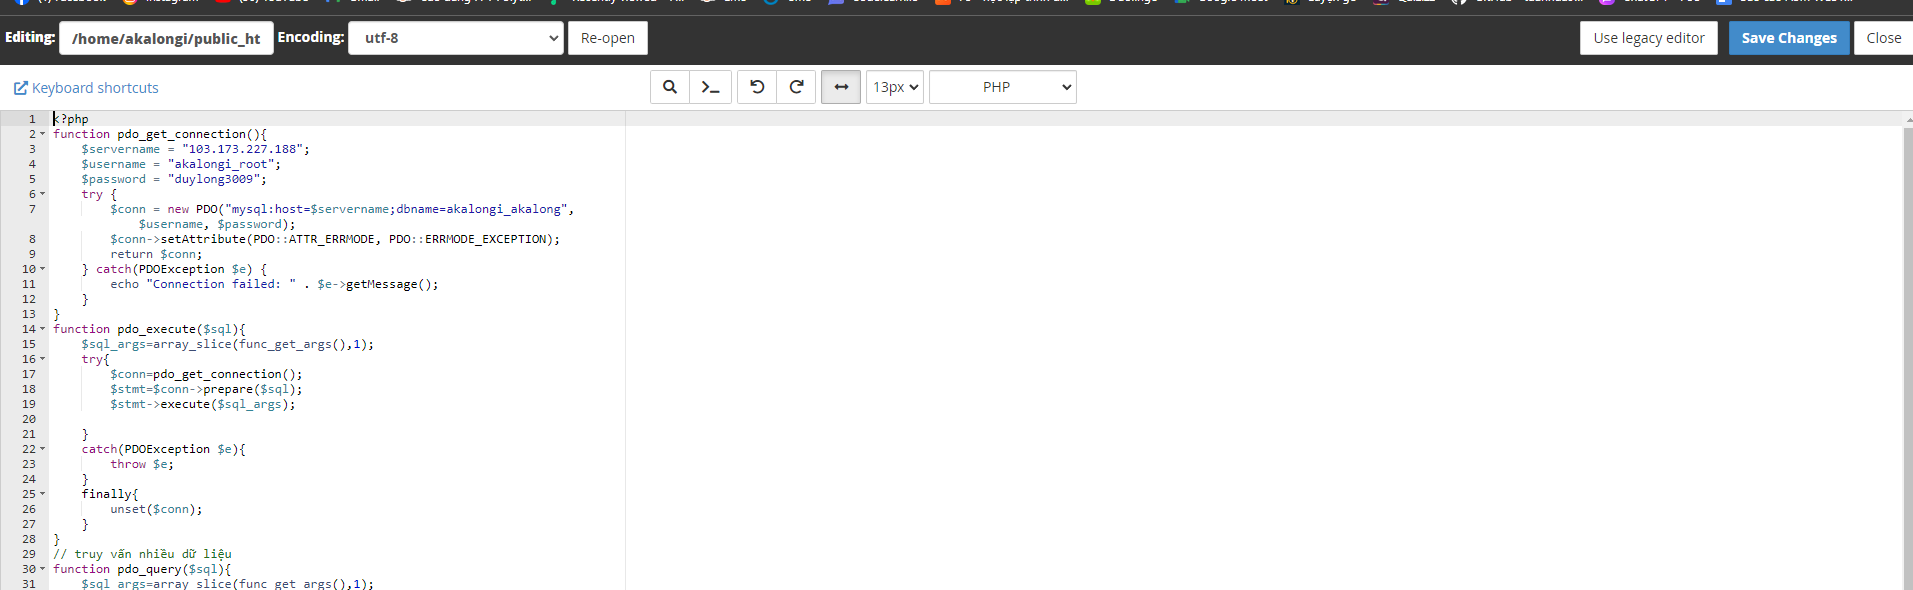 Editing: /home/akalongi/public_ht Encoding: utf-8 Re-open Use legacy editor Save Changes Close
Keyboard shortcuts 13px PHP
1 <?php
2 function pdo_get_connection(){
3 $servername = "103.173.227.188";
4 $username = "akalongi_root";
5 $password = "duylong3009";
6 try {
7 $conn = new PDO("mysql:host=$servername;dbname=akalongi_akalong",
$username, $password);
8 $conn->setAttribute(PDO::ATTR_ERRMODE, PDO::ERRMODE_EXCEPTION);
9 return $conn;
10 } catch(PDOException $e) {
11 echo "Connection failed: " . $e->getMessage();
12 }
13 }
14 function pdo_execute($sql){
15 $sql_args=array_slice(func_get_args(),1);
16 try{
17 $conn=pdo_get_connection();
18 $stmt=$conn->prepare($sql);
19 $stmt->execute($sql_args);
20
21 }
22 catch(PDOException $e){
23 throw $e;
24 }
25 finally{
26 unset($conn);
27 }
28 }
29 // truy vấn nhiều dữ liệu
30 function pdo_query($sql){
31 $sql_args=array_slice(func_get_args(),1);